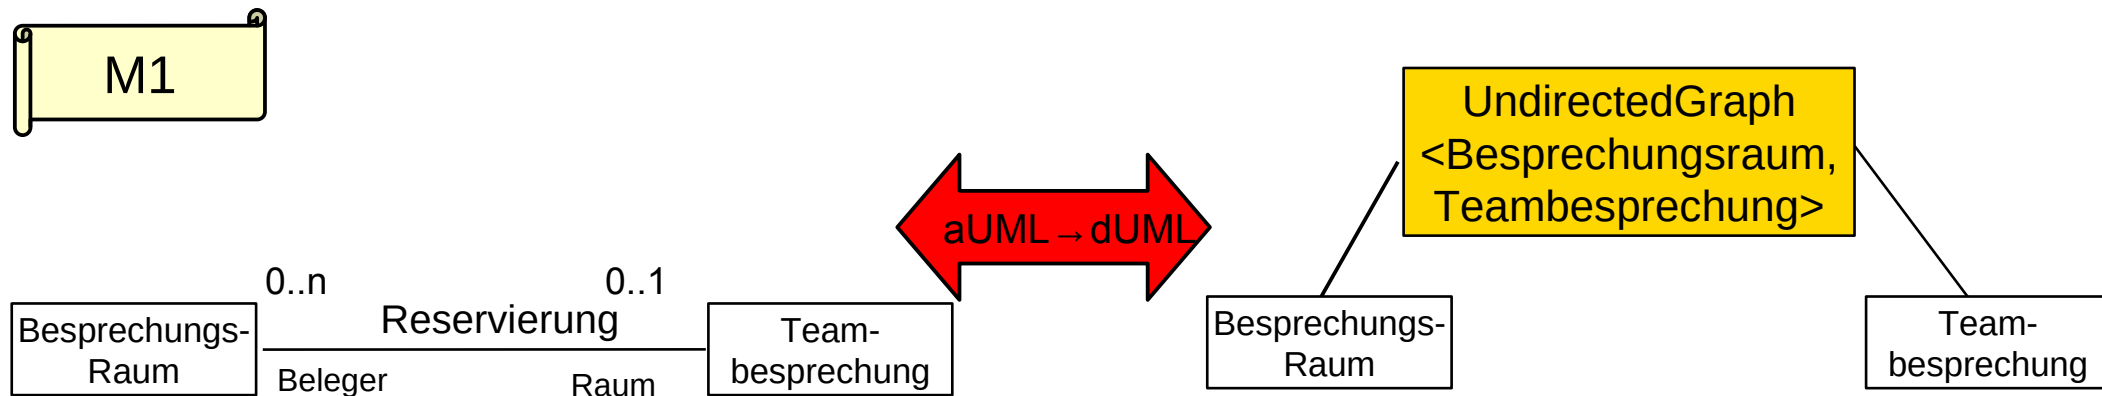 M1
UndirectedGraph
<Besprechungsraum,
Teambesprechung>
aUML→dUML
0..n
0..1
Reservierung
Besprechungs-
Raum
Team-
besprechung
Beleger
Raum
Besprechungs-
Raum
Team-
besprechung